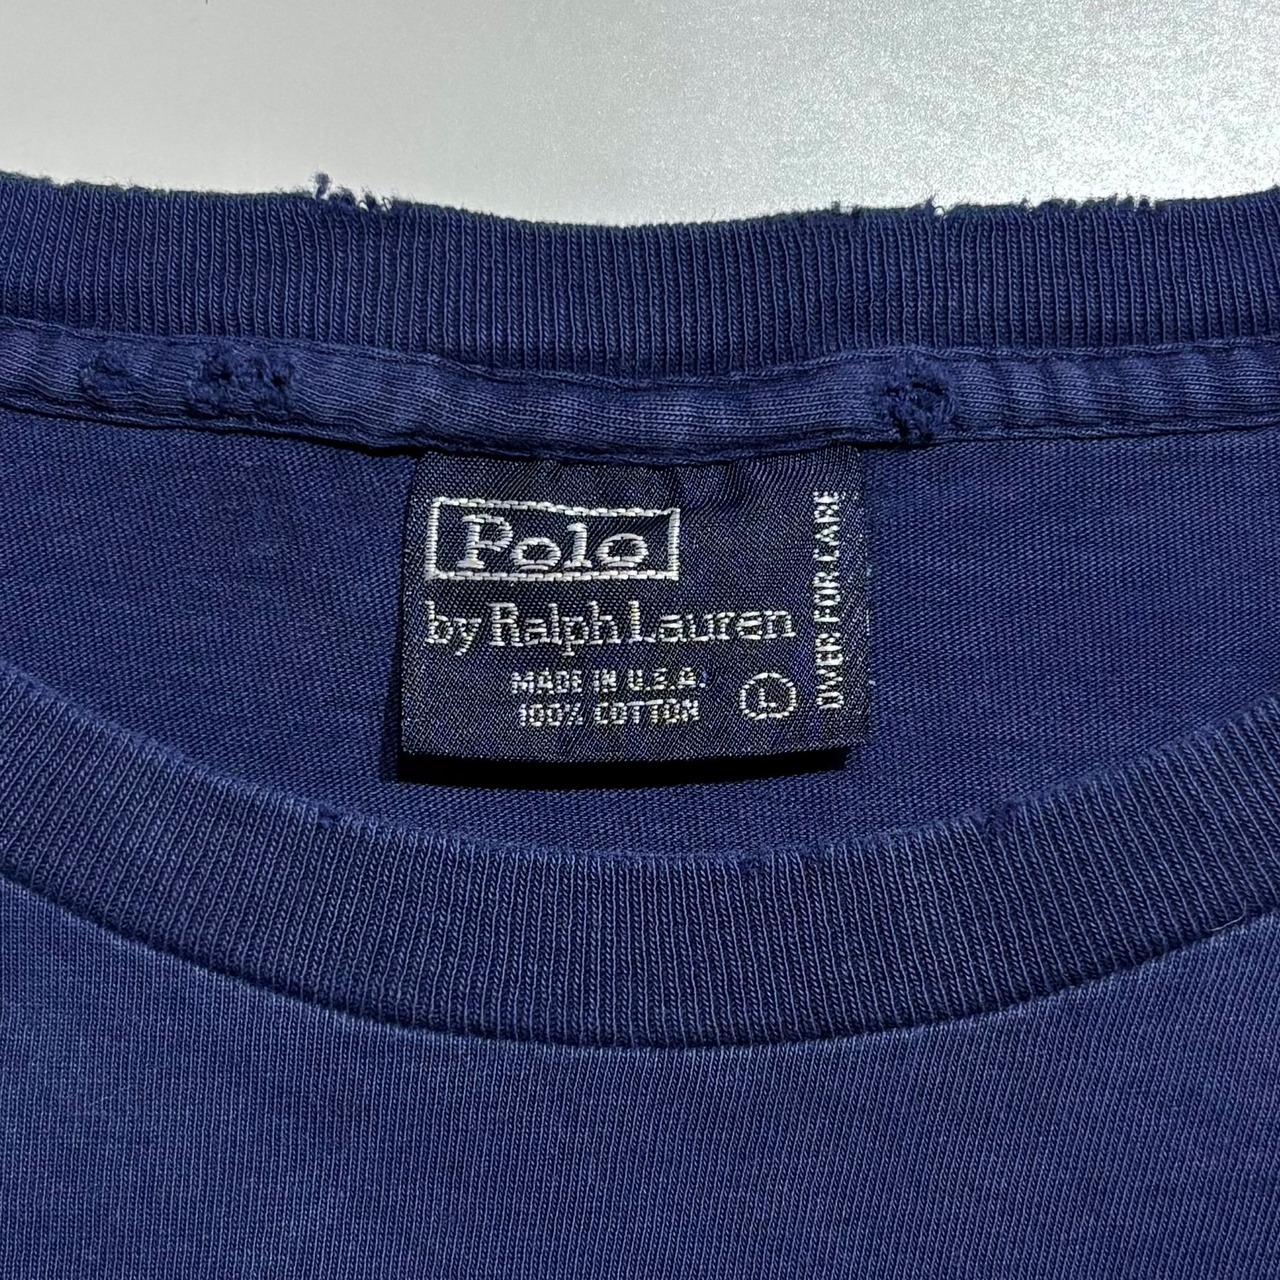 Polo
by Ralph Lauren
MADE IN U.S.A.
100% COTTON
L
OVER FOR CARE